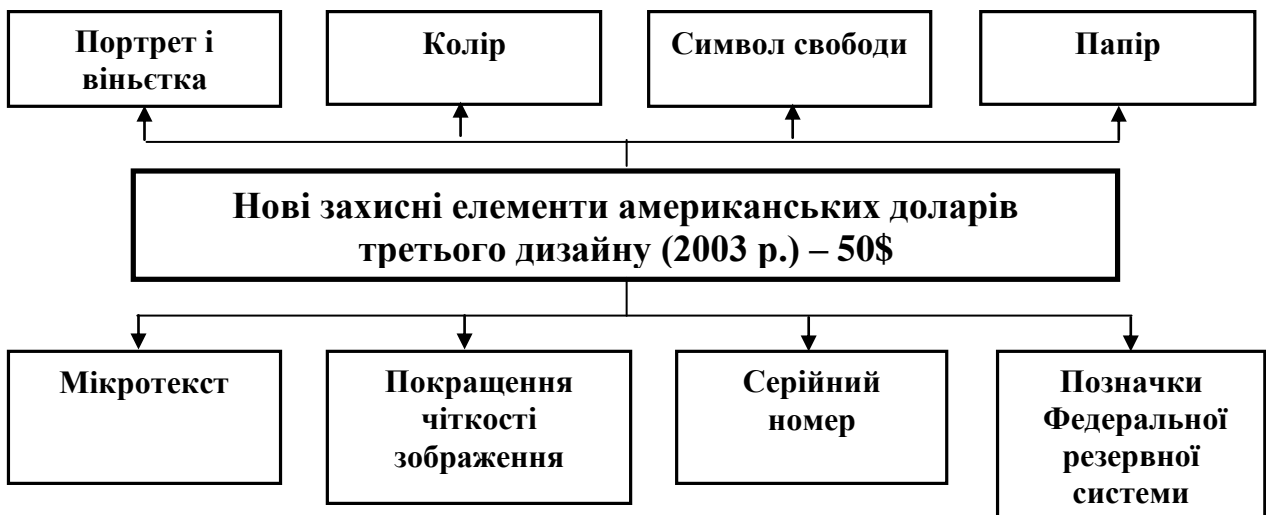 Портрет і
віньєтка
Колір
Символ свободи
Папір
Нові захисні елементи американських доларів
третього дизайну (2003 р.) – 50$
Мікротекст
Покращення
чіткості
зображення
Серійний
номер
Позначки
Федеральної
резервної
системи